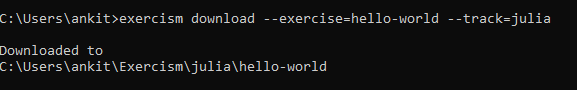 C:\Users\ankit>exercism download --exercise=hello-world --track=julia
Downloaded to
C:\Users\ankit\Exercism\julia\hello-world